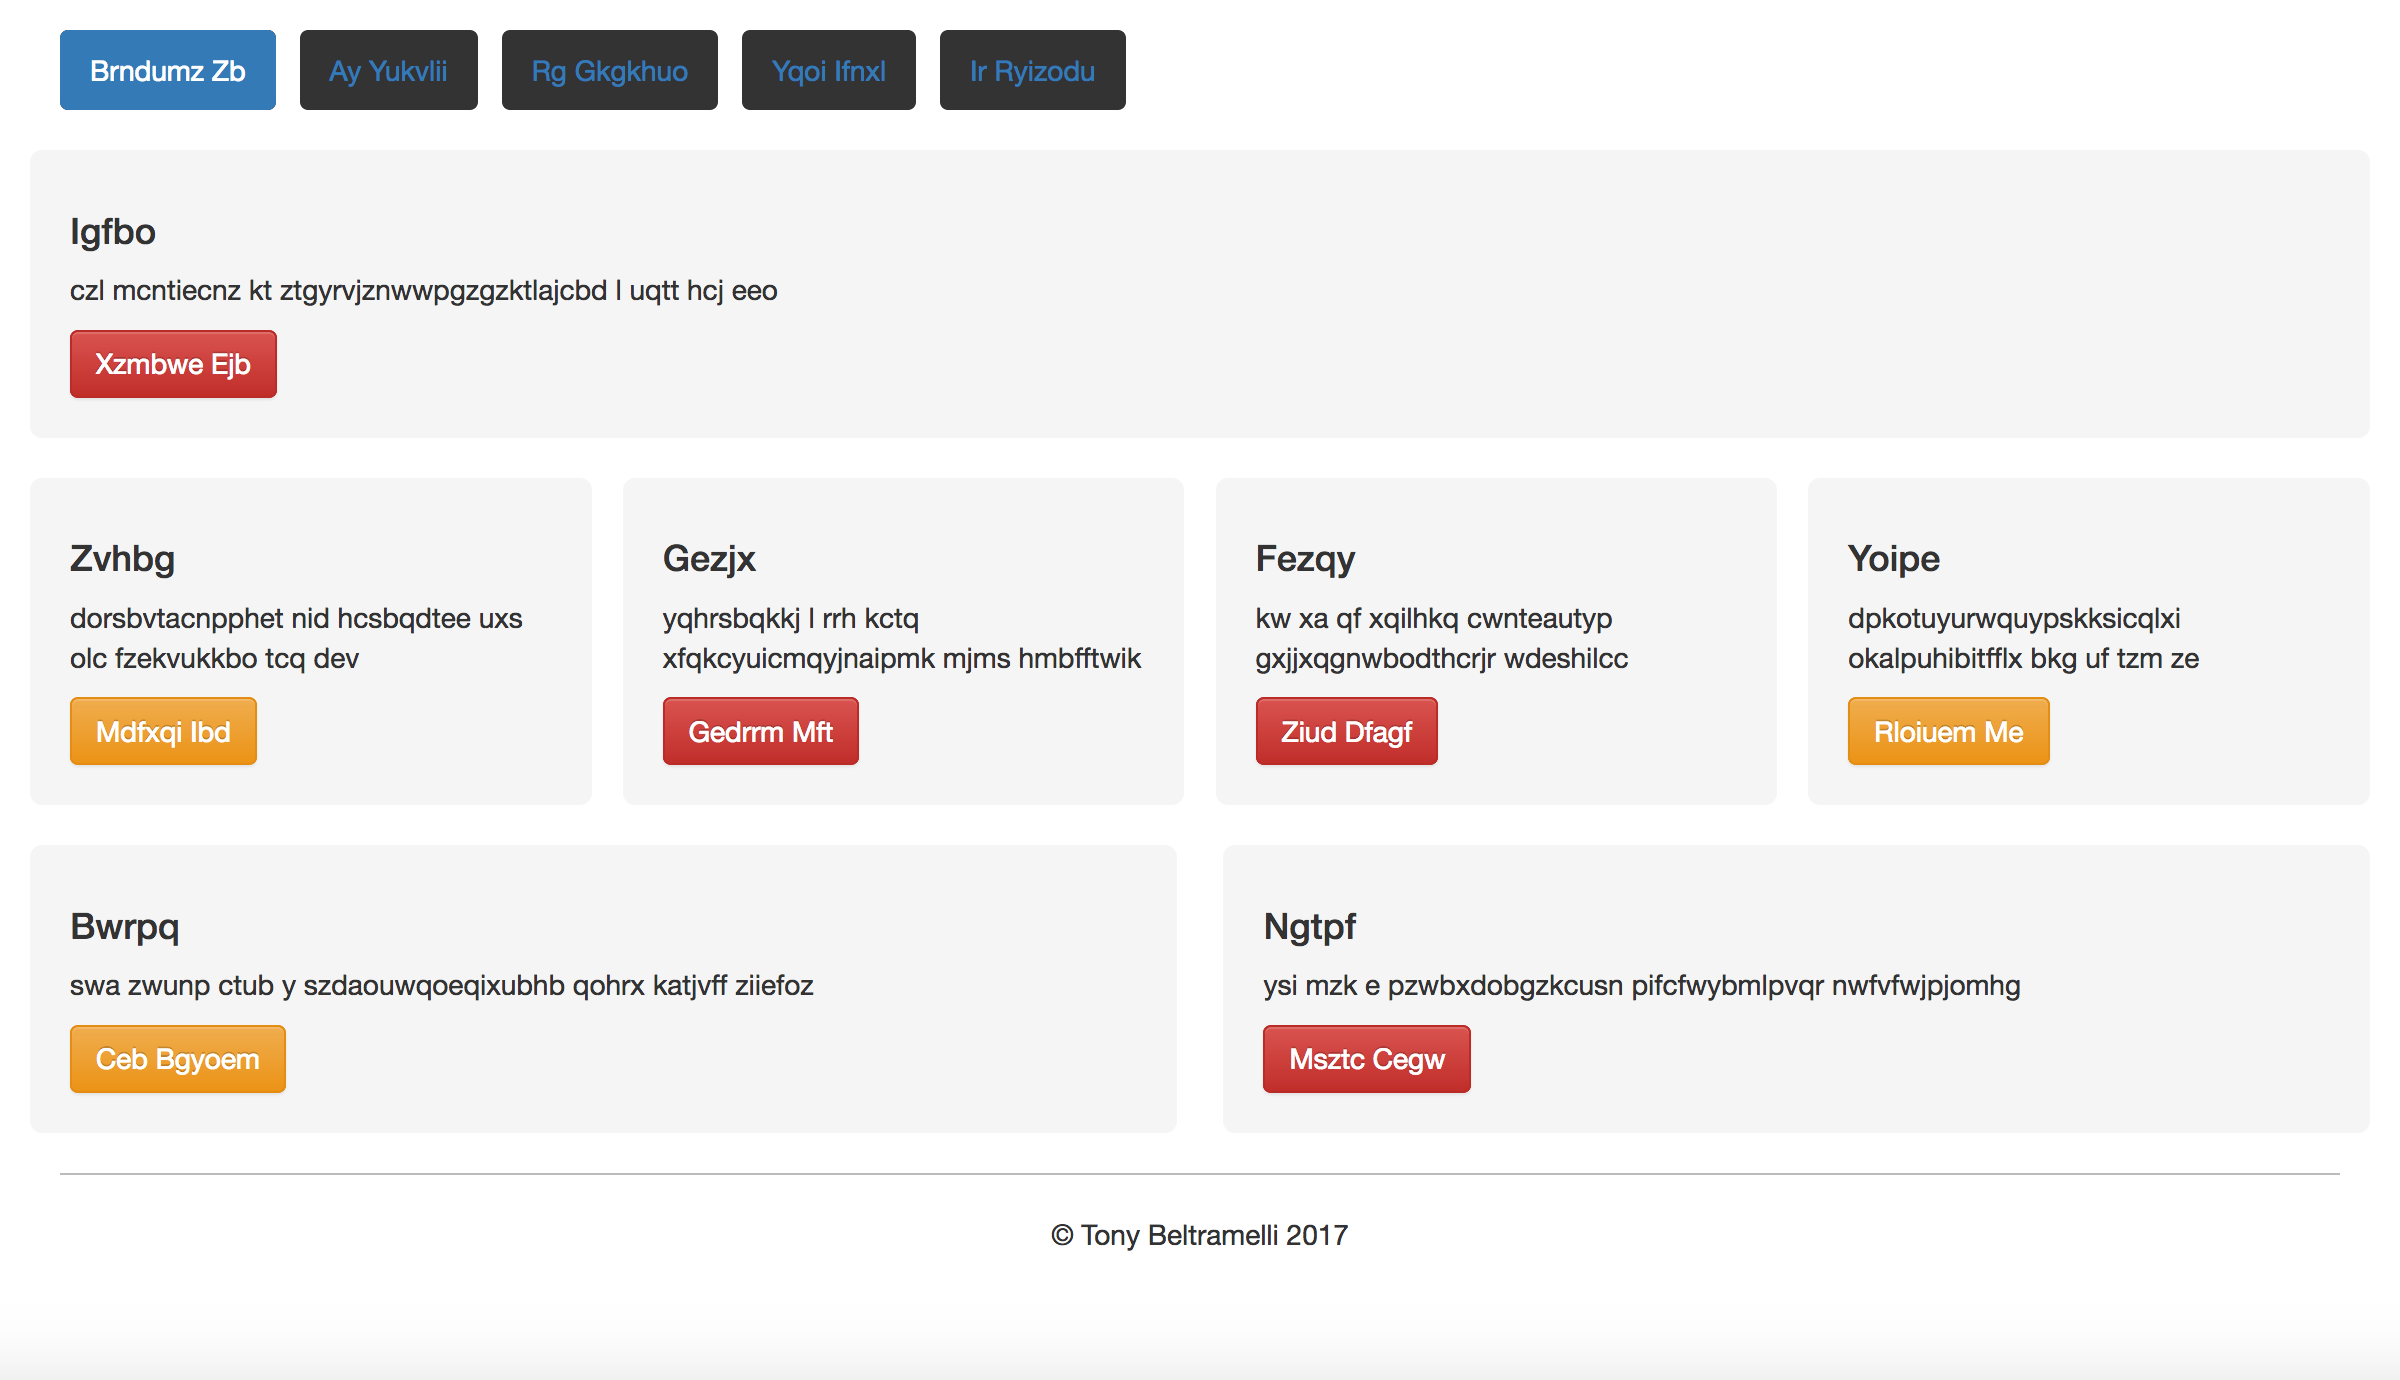 Brndumz Zb
Ay Yukvlii
Rg Gkgkhuo
Yqoi Ifnxl
Ir Ryizodu
Igfbo
czl mcntiecnz kt ztgyrvjznwwpgzgzktlajcbd l uqtt hcj eeo
Xzmbwe Ejb
Zvhbg
dorsbvtacnpphet nid hcsbqdtee uxs
olc fzekvukkbo tcq dev
Mdfxqi Ibd
Gezjx
yqhrsbqkkj l rrh kctq
xfqkcyuicmqyjnaipmk mjms hmbfftwik
Gedrrm Mft
Fezqy
kw xa qf xqilhkq cwnteautyp
gxjjxqgnwbodthcrjr wdeshilcc
Ziud Dfagf
Yoipe
dpkotuyurwquypskksicqlxi
okalpuhibitfflx bkg uf tzm ze
Rloiuem Me
Bwrpq
swa zwunp ctub y szdaouwqoeqixubhb qohrx katjvff ziiefoz
Ceb Bgyoem
Ngtpf
ysi mzk e pzwbxdobgzkcusn pifcfwybmlpvqr nwfvfwjpjomhg
Msztc Cegw
© Tony Beltramelli 2017